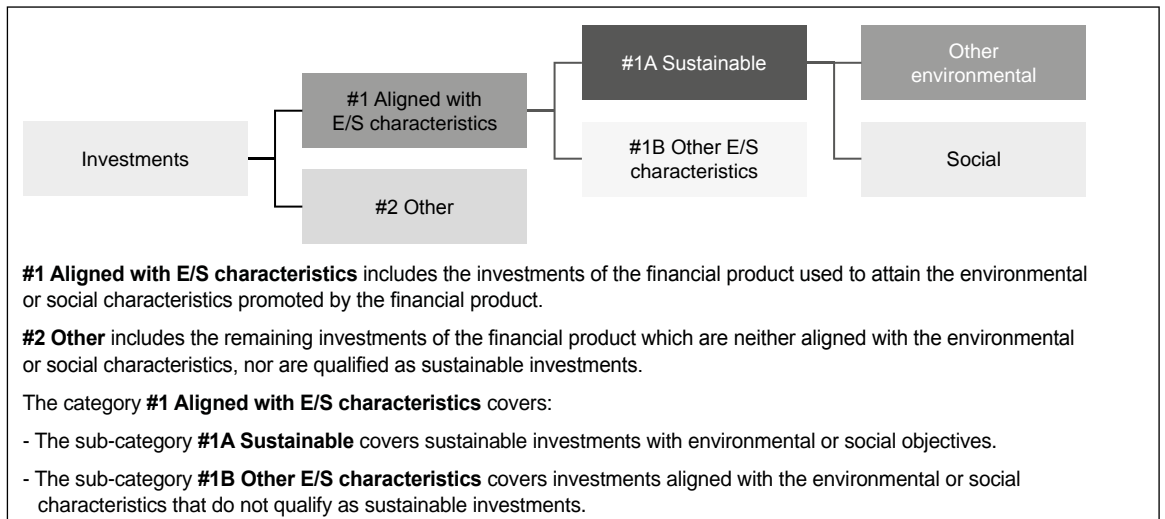 #1A Sustainable
Other
environmental
#1 Aligned with
E/S characteristics
Investments
#1B Other E/S
characteristics
Social
#2 Other
#1 Aligned with E/S characteristics includes the investments of the financial product used to attain the environmental
or social characteristics promoted by the financial product.
#2 Other includes the remaining investments of the financial product which are neither aligned with the environmental
or social characteristics, nor are qualified as sustainable investments.
The category #1 Aligned with E/S characteristics covers:
- The sub-category #1A Sustainable covers sustainable investments with environmental or social objectives.
- The sub-category #1B Other E/S characteristics covers investments aligned with the environmental or social
characteristics that do not qualify as sustainable investments.